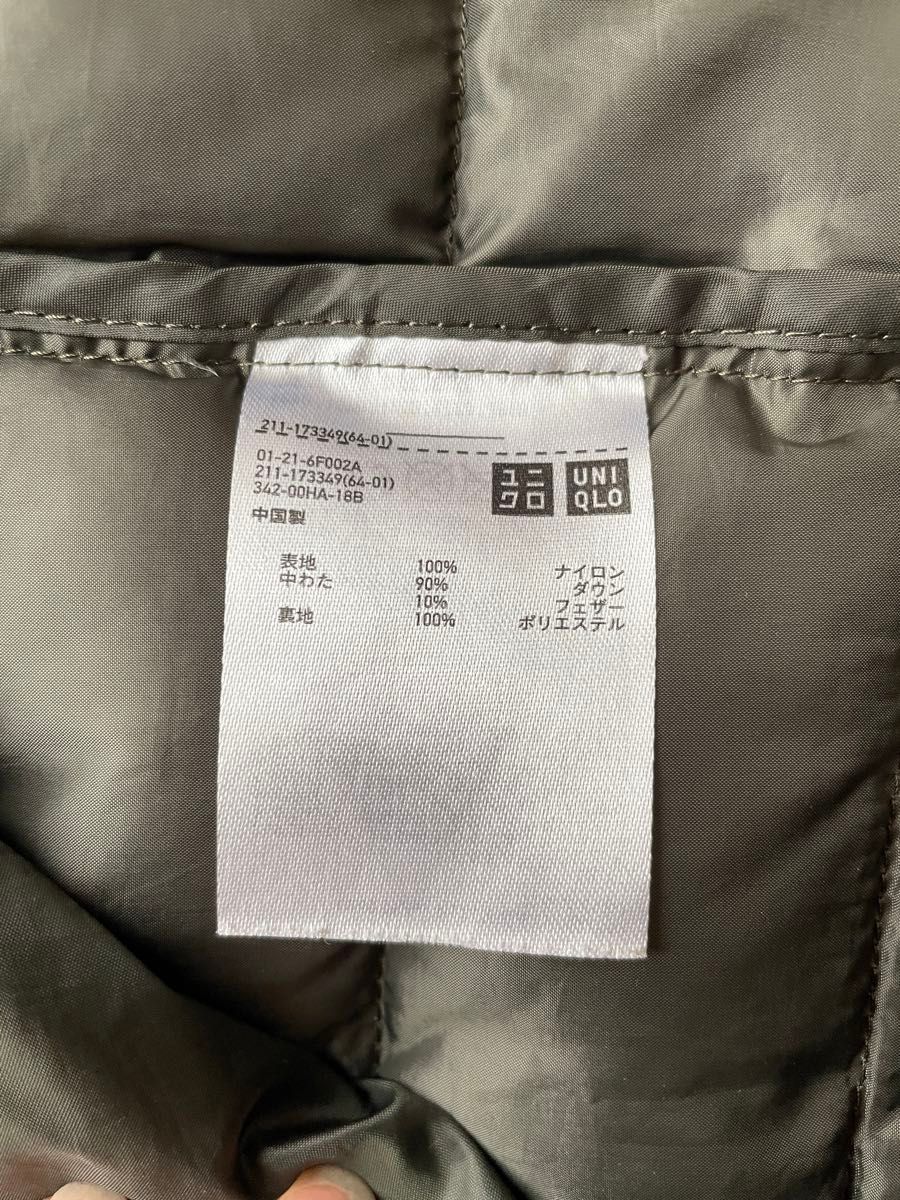 211-173349(64-01)
01-21-6F002A
211-173349(64-01)
342-00HA-18B
ユニ
クロ
UNI
QLO
中国製
表地 100% ナイロン
中わた 90% ダウン
10% フェザー
裏地 100% ポリエステル